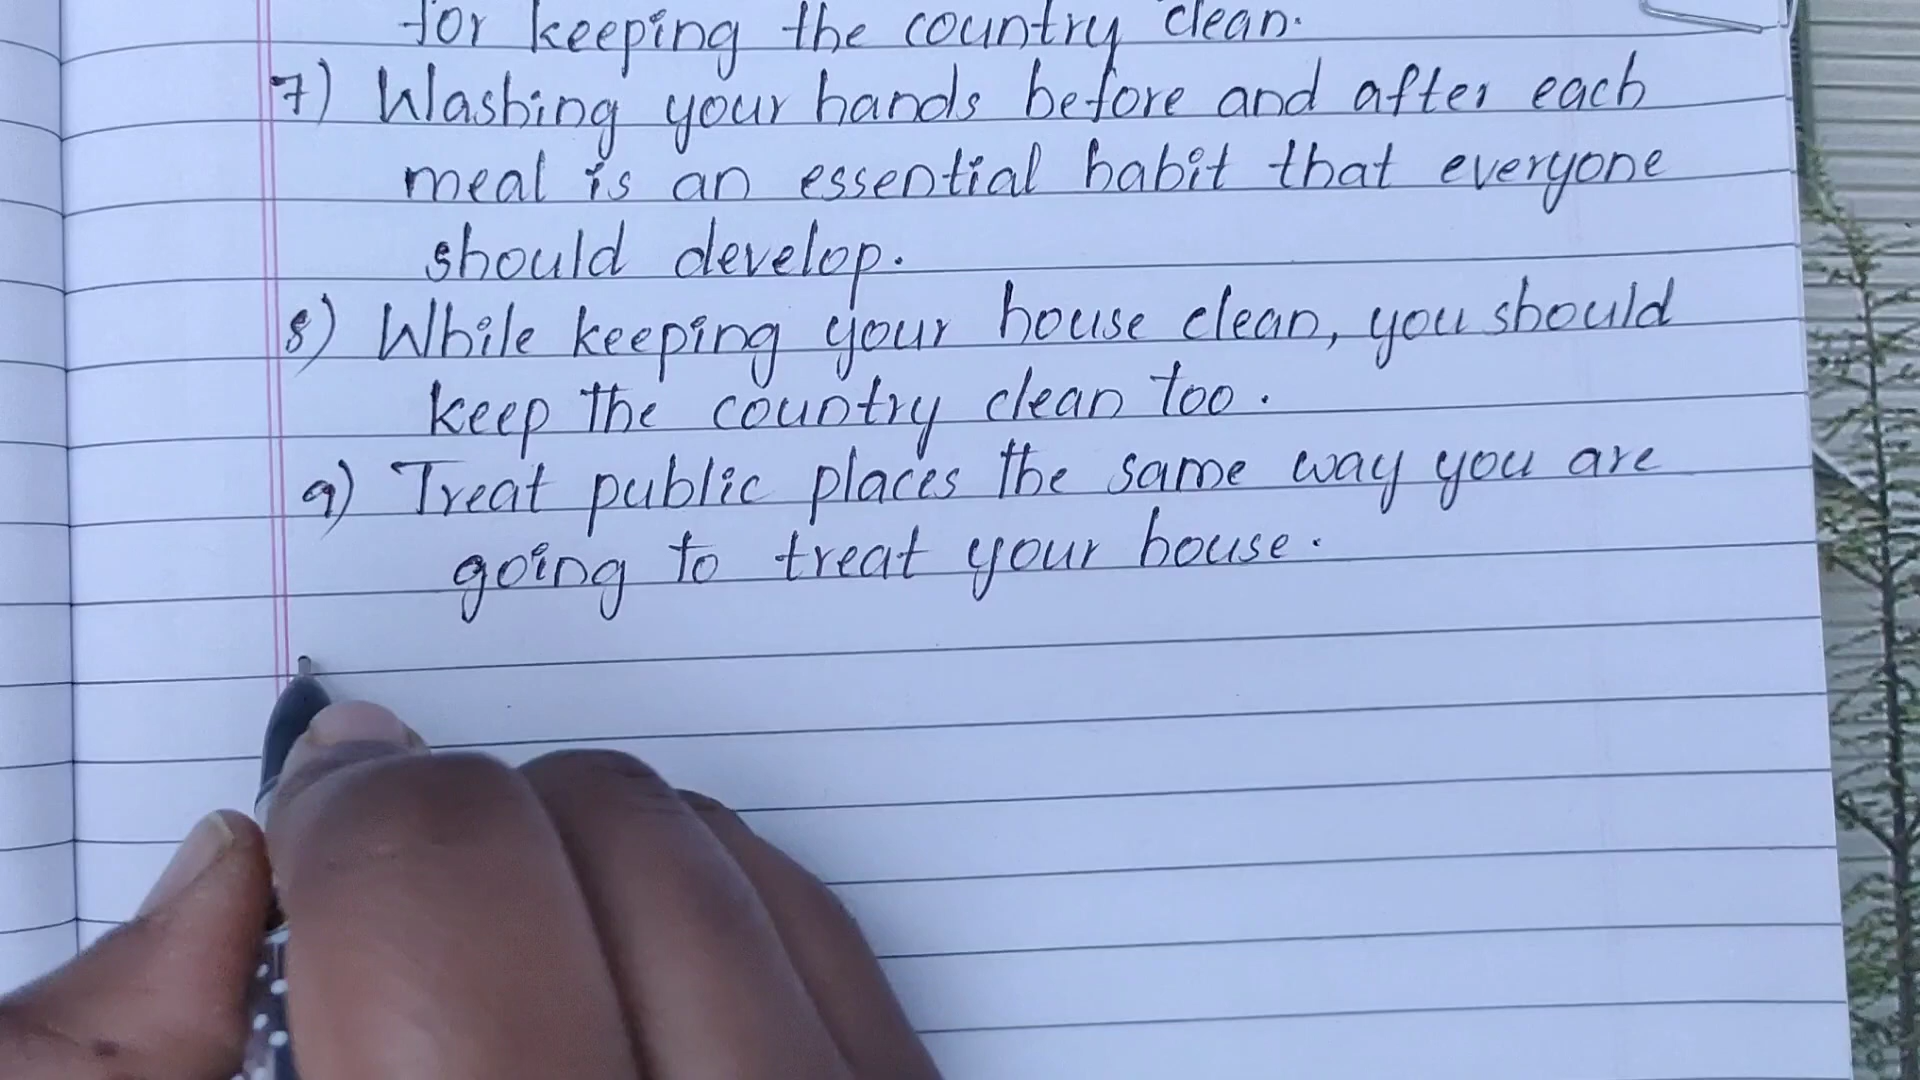 for keeping the country clean.
7) Washing your hands before and after each
meal is an essential habit that everyone
should develop.
8) While keeping your house clean, you should
keep the country clean too.
9) Treat public places the same way you are
going to treat your house.